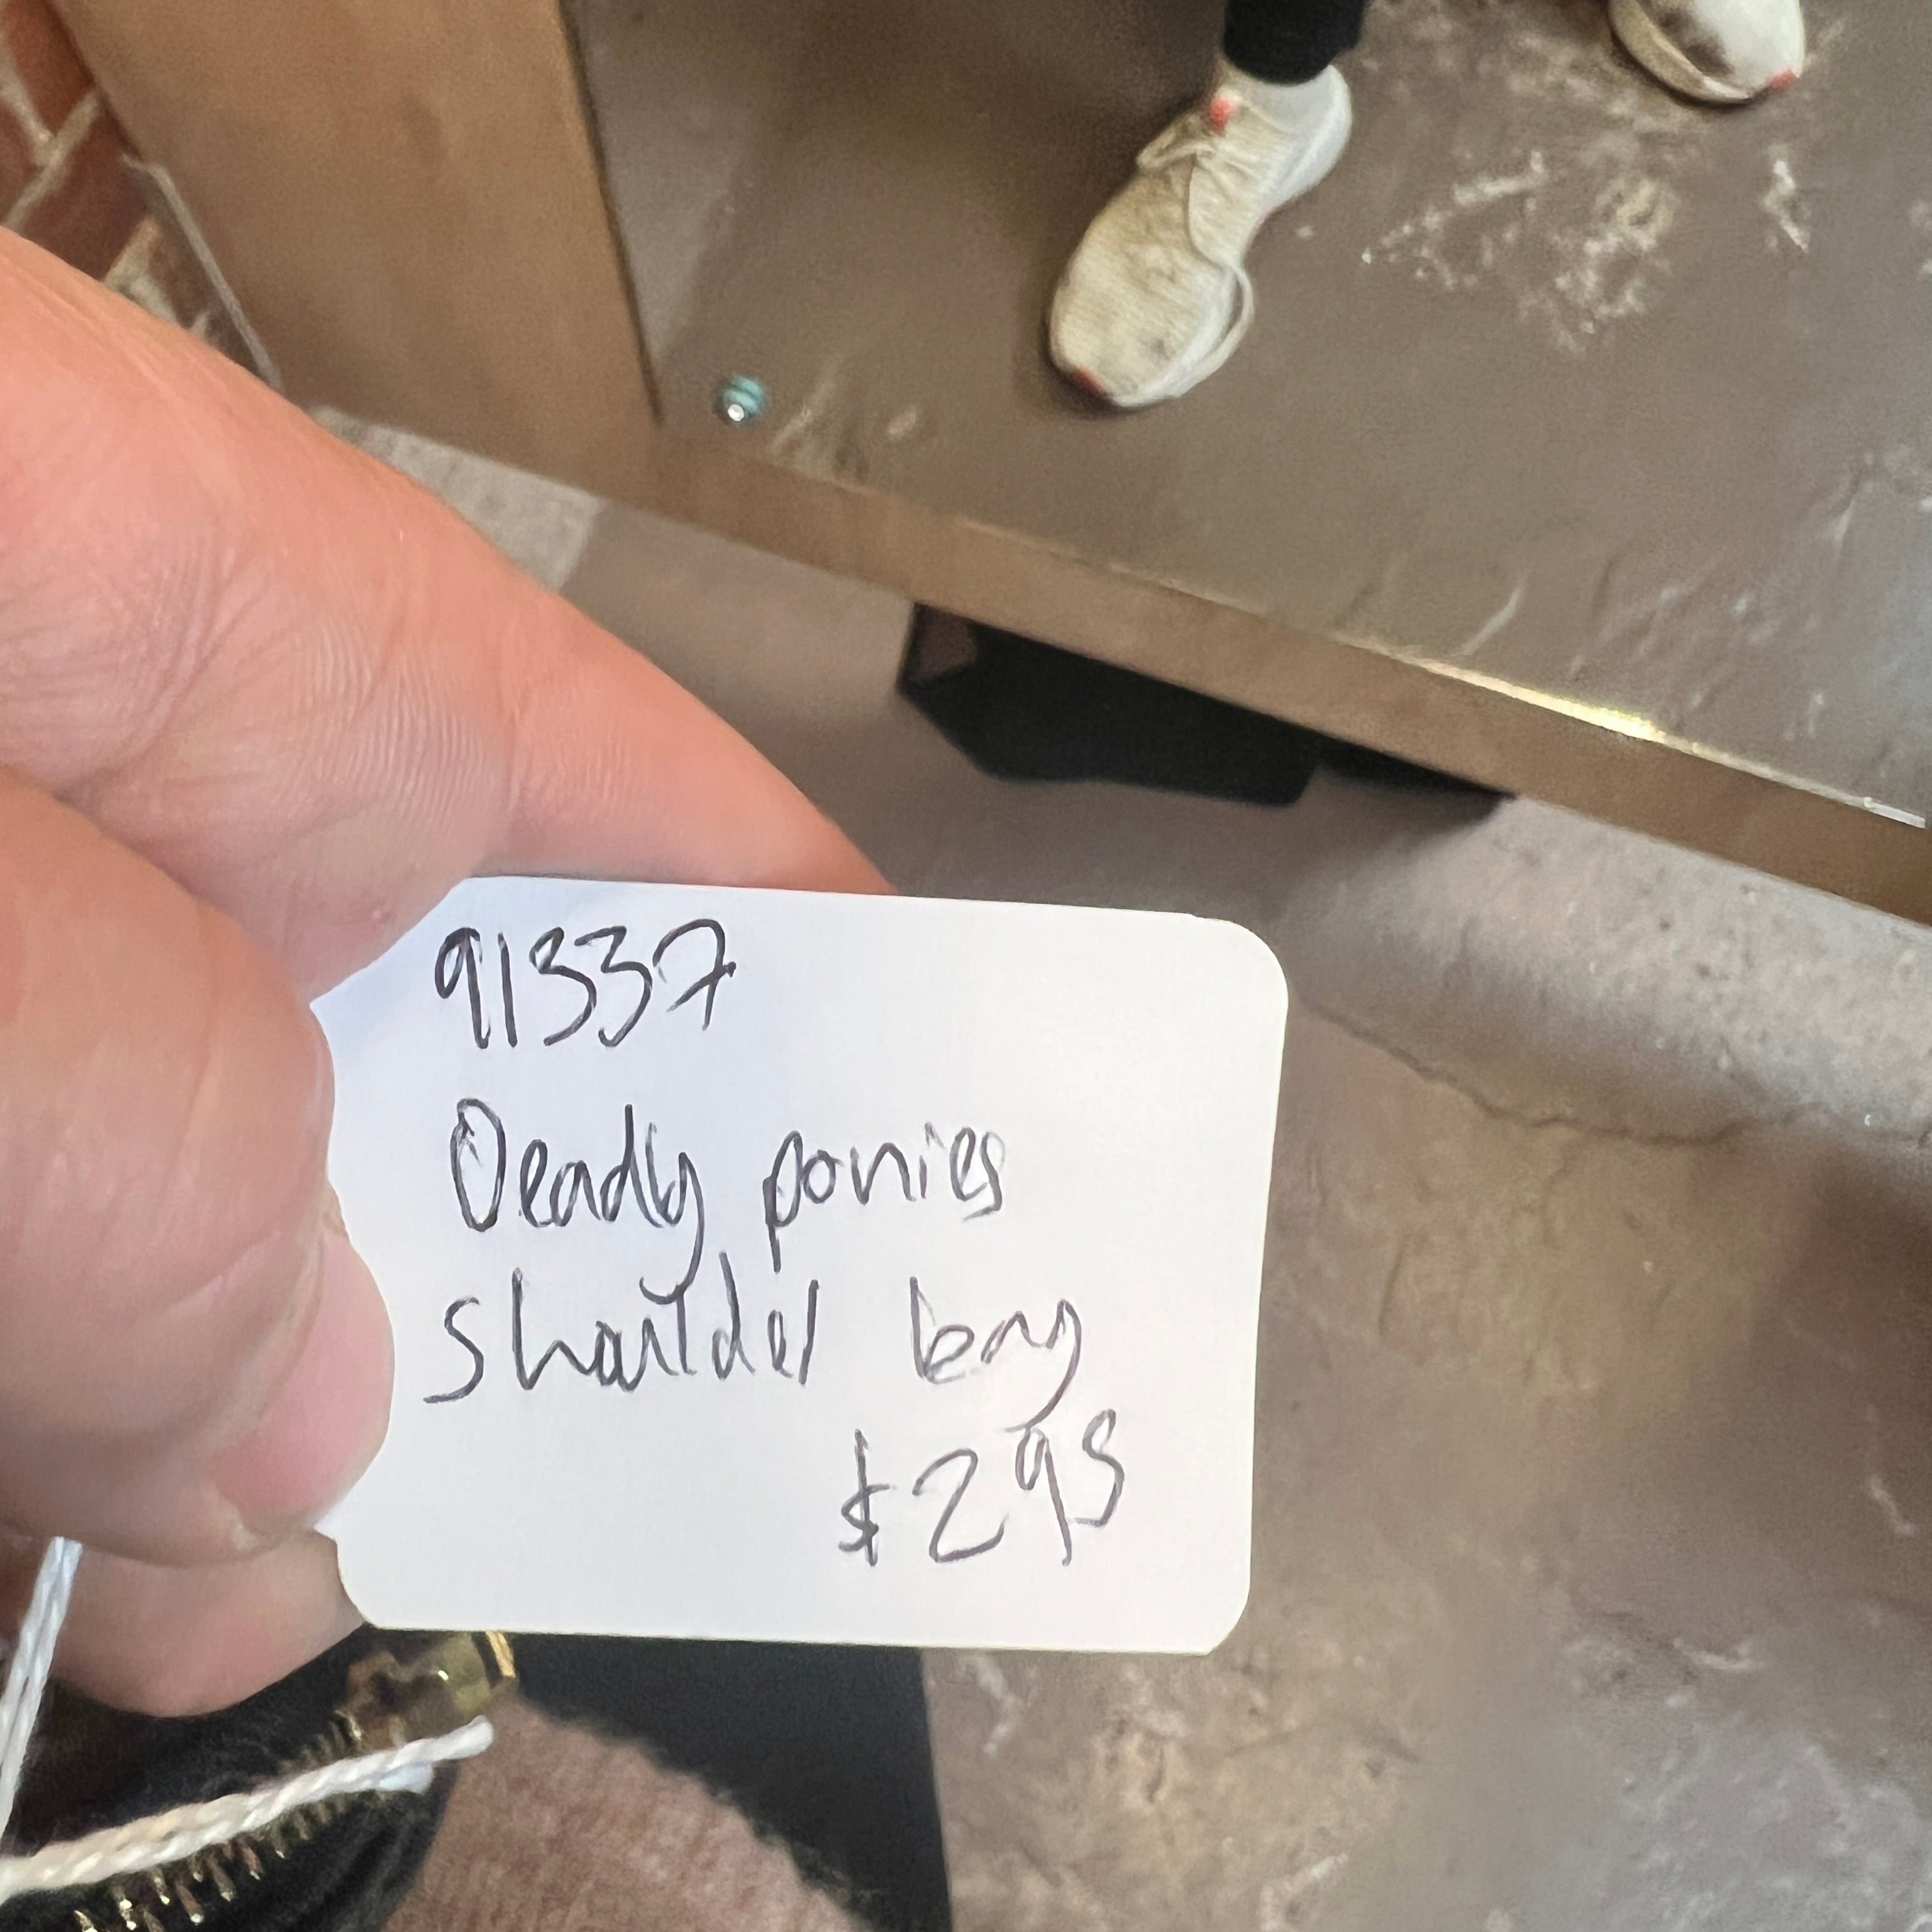 91337
Deadly ponies
shoulder bag
$295